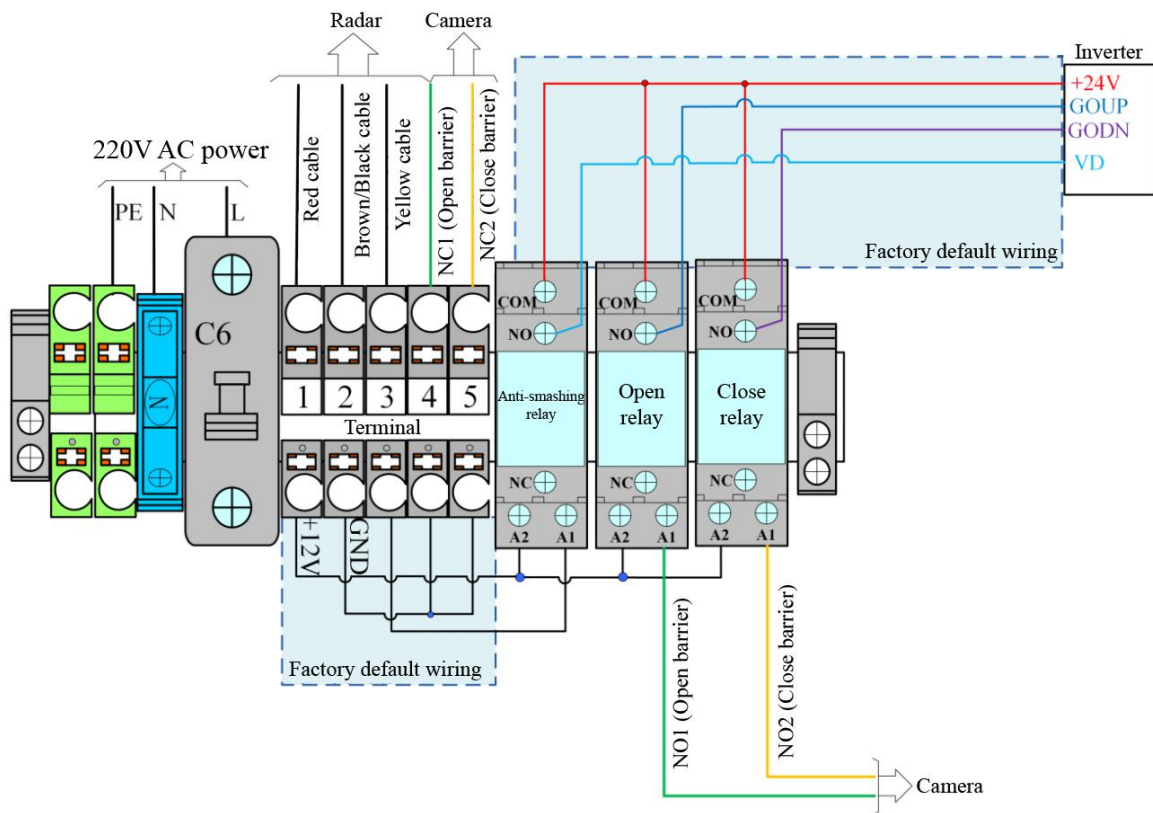 Radar
Camera
Inverter
+24V
GOUP
GODN
VD
Factory default wiring
220V AC power
PE
N
L
Red cable
Brown/Black cable
Yellow cable
NC1 (Open barrier)
NC2 (Close barrier)
C6
N
1
2
3
4
5
Terminal
COM
NO
Anti-smashing
relay
NC
A2
A1
COM
NO
Open
relay
NC
A2
A1
COM
NO
Close
relay
NC
A2
A1
+12V
GND
Factory default wiring
NO1 (Open barrier)
NO2 (Close barrier)
Camera